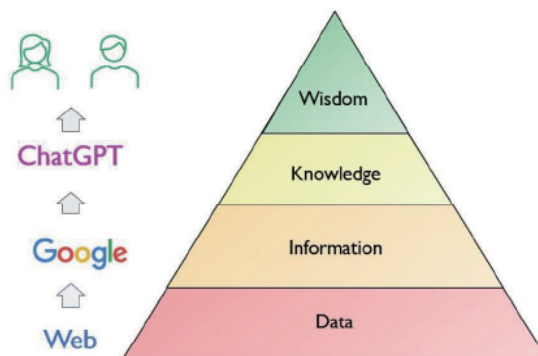 Wisdom
ChatGPT
Knowledge
Google
Information
Web
Data